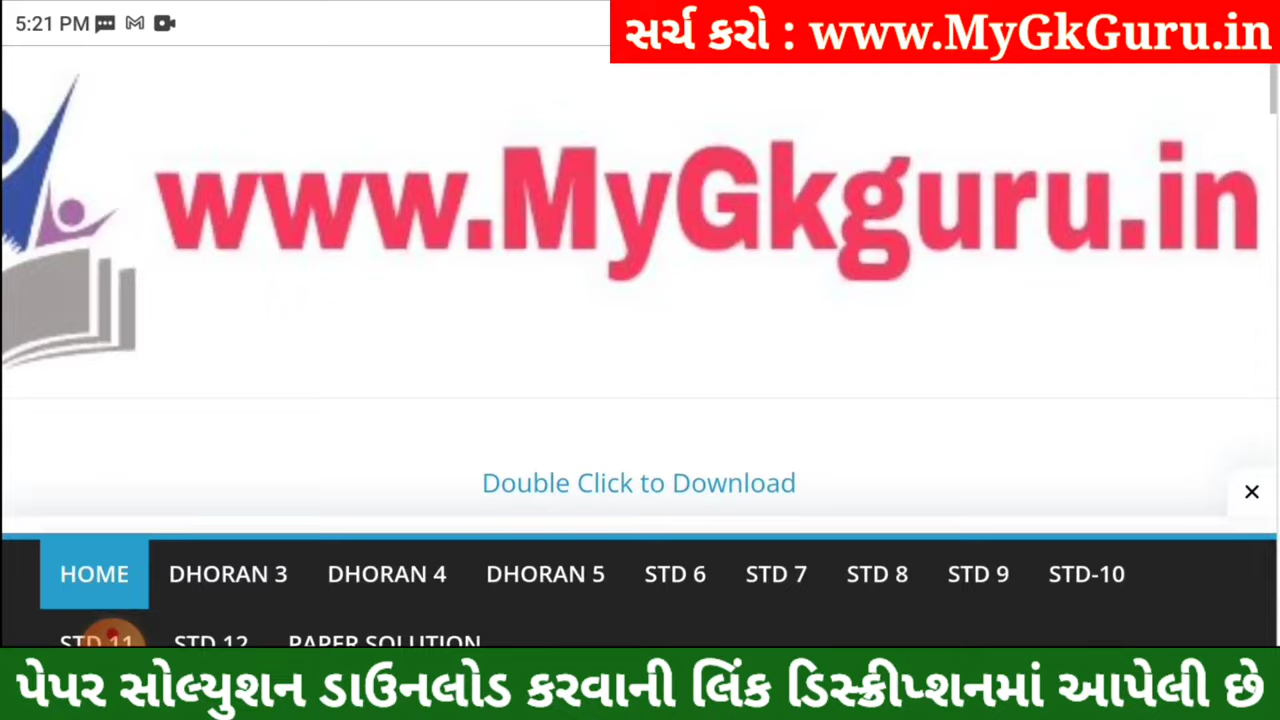 5:21 PM
સર્ચ કરો : www.MyGkGuru.in
www.MyGkguru.in
Double Click to Download
HOME DHORAN 3 DHORAN 4 DHORAN 5 STD 6 STD 7 STD 8 STD 9 STD-10
STD 11 STD 12 PAPER SOLUTION
પેપર સોલ્યુશન ડાઉનલોડ કરવાની લિંક ડિસ્ક્રીપ્શનમાં આપેલી છે